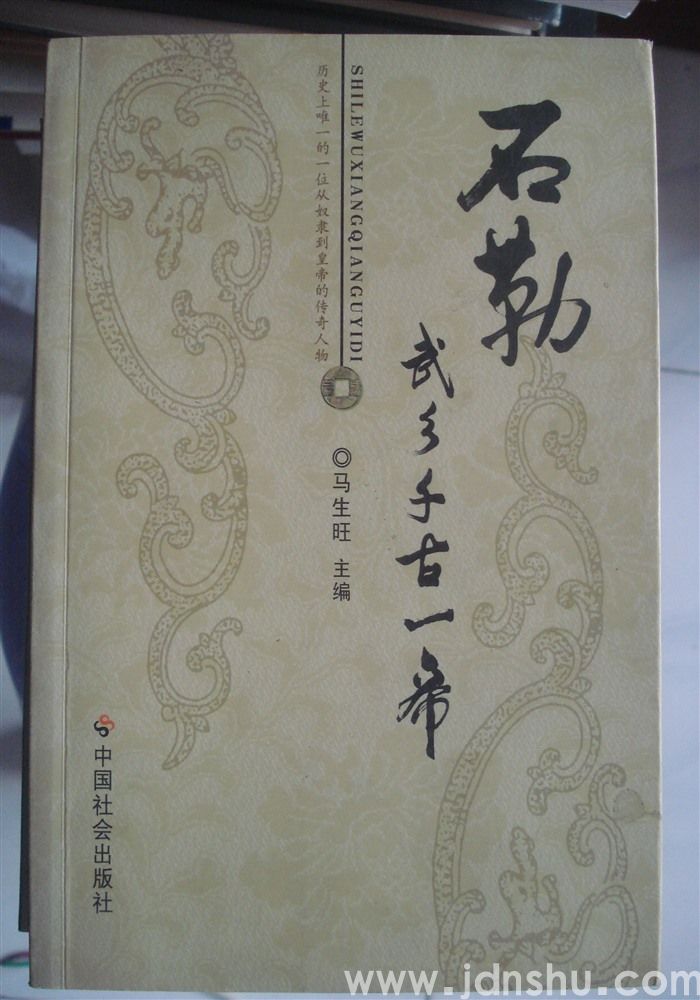 石勒
武乡千古一帝
SHILEWUXIANGQIANGUYIDI
历史上唯一的一位从奴隶到皇帝的传奇人物
◎马生旺 主编
中国社会出版社
www.jdnshu.com